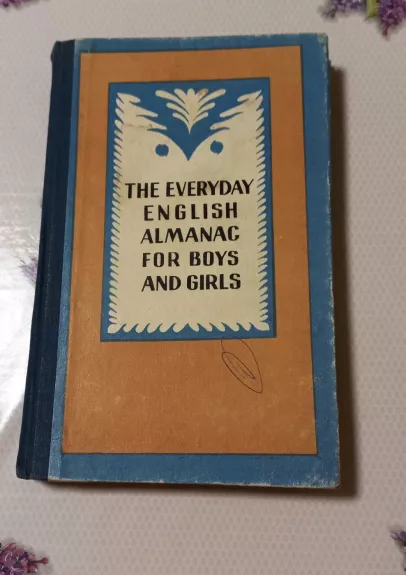 THE EVERYDAY
ENGLISH
ALMANAC
FOR BOYS
AND GIRLS